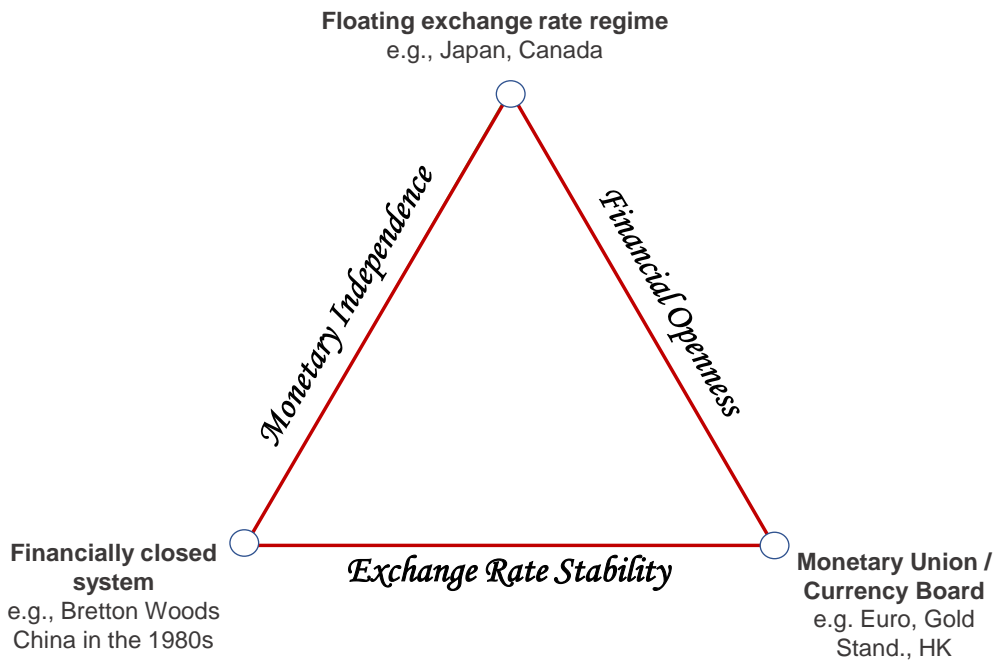 Floating exchange rate regime
e.g., Japan, Canada
Monetary Independence
Financial Openness
Financially closed
system
e.g., Bretton Woods
China in the 1980s
Exchange Rate Stability
Monetary Union /
Currency Board
e.g. Euro, Gold
Stand., HK